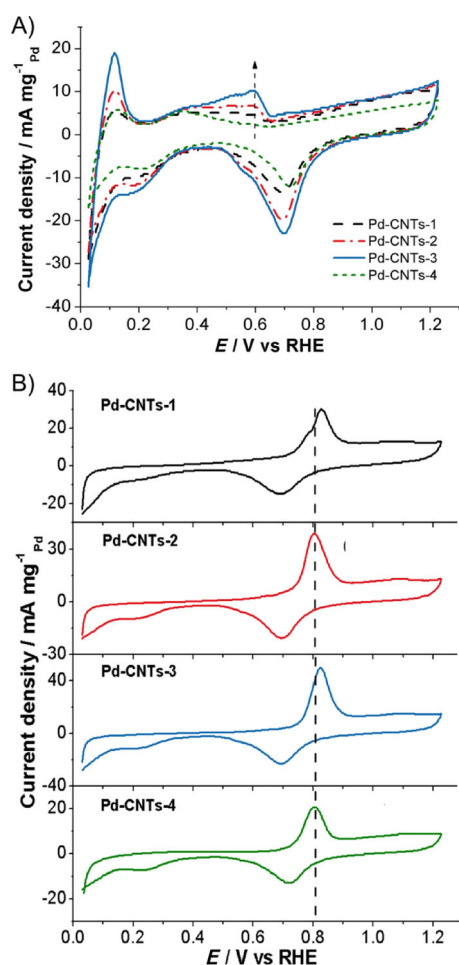 A)
20
10
0
-10
-20
-30
-40
Current density / mA mg⁻¹Pd
Pd-CNTs-1
Pd-CNTs-2
Pd-CNTs-3
Pd-CNTs-4
0.0 0.2 0.4 0.6 0.8 1.0 1.2
E / V vs RHE
B)
40
Pd-CNTs-1
20
0
-20
Pd-CNTs-2
30
(
0
-30
Pd-CNTs-3
40
0
-40
Pd-CNTs-4
20
0
-20
Current density / mA mg⁻¹Pd
0.0 0.2 0.4 0.6 0.8 1.0 1.2
E / V vs RHE